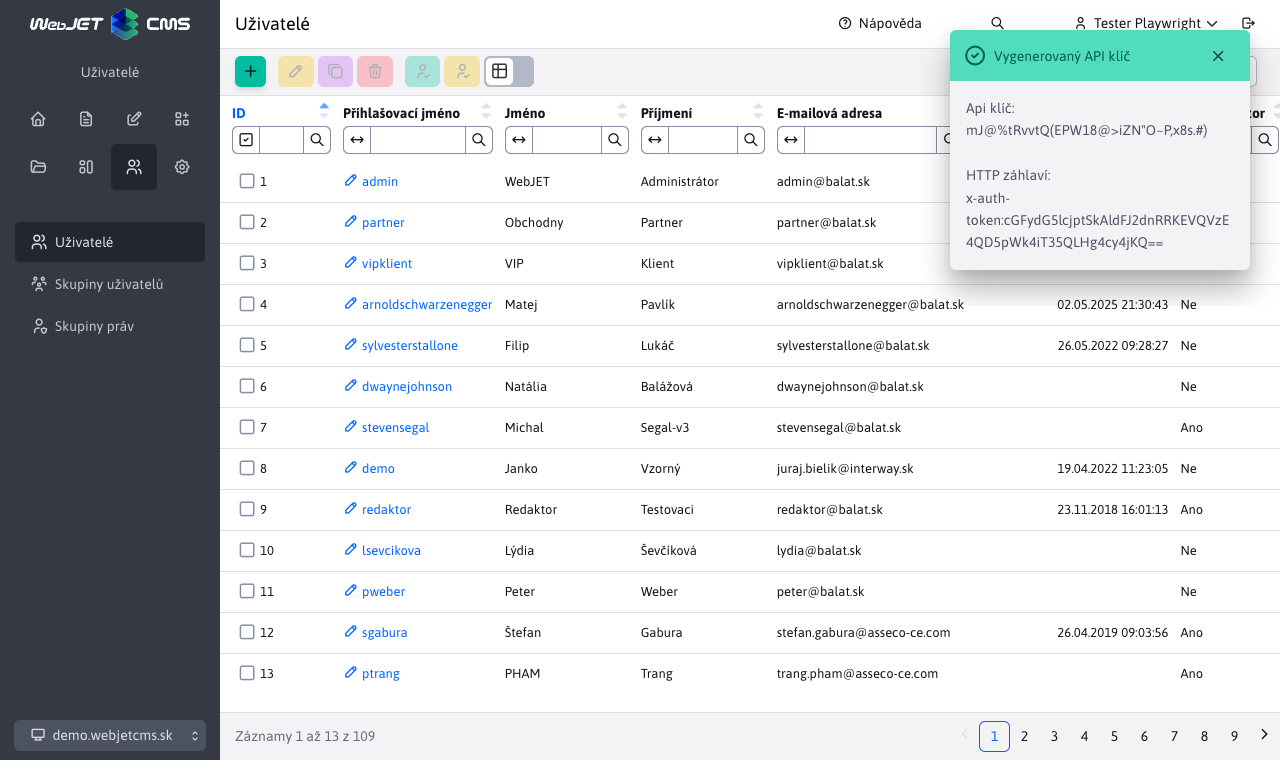 WebJET CMS
Uživatelé
Uživatelé
Skupiny uživatelů
Skupiny práv
demo.webjetcms.sk
Uživatelé
Nápověda
Tester Playwright
Vygenerovaný API klíč
Api klíč:
mJ@%tRvvtQ(EPW18@>iZN"O~P,x8s.#)
HTTP záhlaví:
x-auth-
token:cGFydG5lcjptSkAldFJ2dnRRKEVQVzE
4QD5pWk4iT35QLHg4cy4jKQ==
ID Přihlašovací jméno Jméno Příjmení E-mailová adresa
1 admin WebJET Administrátor admin@balat.sk
2 partner Obchodny Partner partner@balat.sk
3 vipklient VIP Klient vipklient@balat.sk
4 arnoldschwarzenegger Matej Pavlík arnoldschwarzenegger@balat.sk 02.05.2025 21:30:43 Ne
5 sylvesterstallone Filip Lukáč sylvesterstallone@balat.sk 26.05.2022 09:28:27 Ne
6 dwaynejohnson Natália Balážová dwaynejohnson@balat.sk Ne
7 stevensegal Michal Segal-v3 stevensegal@balat.sk Ano
8 demo Janko Vzorný juraj.bielik@interway.sk 19.04.2022 11:23:05 Ne
9 redaktor Redaktor Testovaci redaktor@balat.sk 23.11.2018 16:01:13 Ano
10 lsevcikova Lýdia Ševčíková lydia@balat.sk Ne
11 pweber Peter Weber peter@balat.sk Ne
12 sgabura Štefan Gabura stefan.gabura@asseco-ce.com 26.04.2019 09:03:56 Ano
13 ptrang PHAM Trang trang.pham@asseco-ce.com Ano
Záznamy 1 až 13 z 109
1 2 3 4 5 6 7 8 9